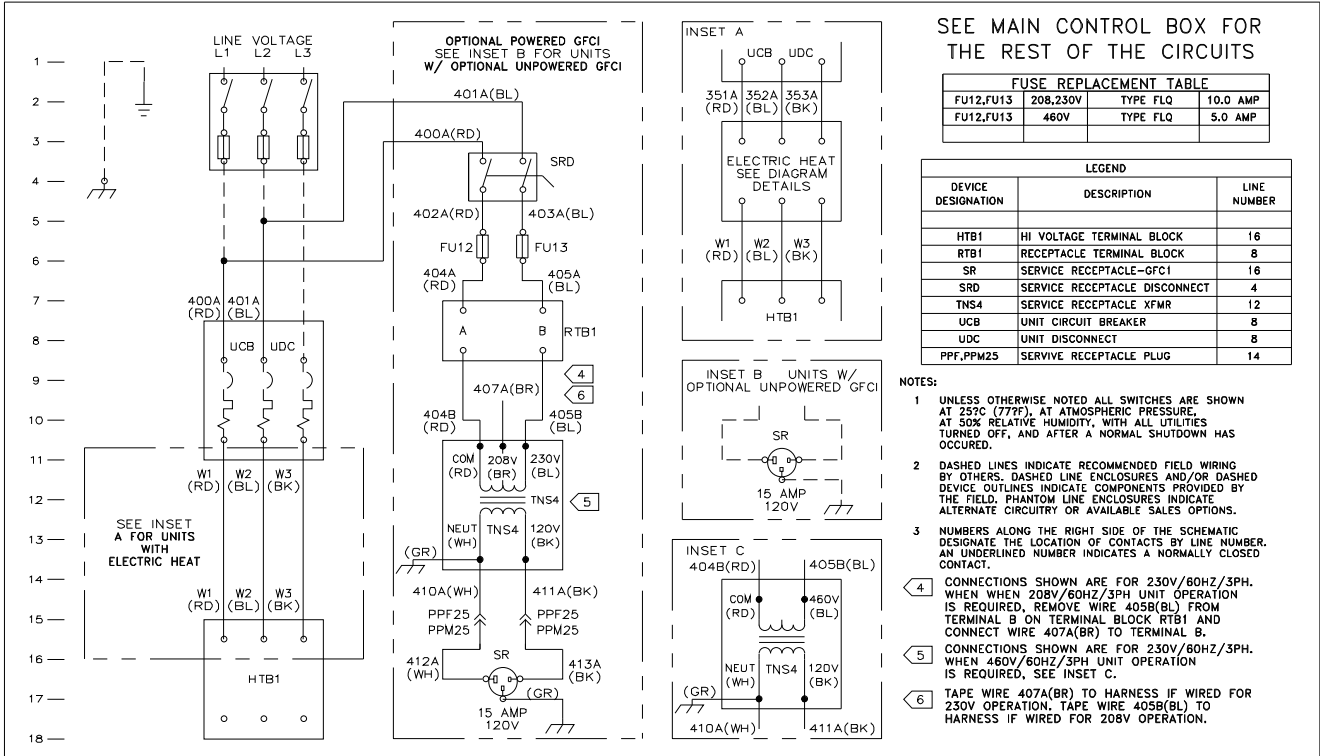 SEE MAIN CONTROL BOX FOR
THE REST OF THE CIRCUITS
FUSE REPLACEMENT TABLE
FU12,FU13 208,230V TYPE FLQ 10.0 AMP
FU12,FU13 460V TYPE FLQ 5.0 AMP
LEGEND
DEVICE DESIGNATION DESCRIPTION LINE NUMBER
HTB1 HI VOLTAGE TERMINAL BLOCK 16
RTB1 RECEPTACLE TERMINAL BLOCK 8
SR SERVICE RECEPTACLE-GFC1 16
SRD SERVICE RECEPTACLE DISCONNECT 4
TNS4 SERVICE RECEPTACLE XFMR 12
UCB UNIT CIRCUIT BREAKER 8
UDC UNIT DISCONNECT 8
PPF,PPM25 SERVIVE RECEPTACLE PLUG 14
NOTES:
1 UNLESS OTHERWISE NOTED ALL SWITCHES ARE SHOWN
AT 25?C (77?F), AT ATMOSPHERIC PRESSURE,
AT 50% RELATIVE HUMIDITY, WITH ALL UTILITIES
TURNED OFF, AND AFTER A NORMAL SHUTDOWN HAS
OCCURED.
2 DASHED LINES INDICATE RECOMMENDED FIELD WIRING
BY OTHERS. DASHED LINE ENCLOSURES AND/OR DASHED
DEVICE OUTLINES INDICATE COMPONENTS PROVIDED BY
THE FIELD. PHANTOM LINE ENCLOSURES INDICATE
ALTERNATE CIRCUITRY OR AVAILABLE SALES OPTIONS.
3 NUMBERS ALONG THE RIGHT SIDE OF THE SCHEMATIC
DESIGNATE THE LOCATION OF CONTACTS BY LINE NUMBER.
AN UNDERLINED NUMBER INDICATES A NORMALLY CLOSED
CONTACT.
4 CONNECTIONS SHOWN ARE FOR 230V/60HZ/3PH.
WHEN WHEN 208V/60HZ/3PH UNIT OPERATION
IS REQUIRED, REMOVE WIRE 405B(BL) FROM
TERMINAL B ON TERMINAL BLOCK RTB1 AND
CONNECT WIRE 407A(BR) TO TERMINAL B.
5 CONNECTIONS SHOWN ARE FOR 230V/60HZ/3PH.
WHEN 460V/60HZ/3PH UNIT OPERATION
IS REQUIRED, SEE INSET C.
6 TAPE WIRE 407A(BR) TO HARNESS IF WIRED FOR
230V OPERATION. TAPE WIRE 405B(BL) TO
HARNESS IF WIRED FOR 208V OPERATION.
1
2
3
4
5
6
7
8
9
10
11
12
13
14
15
16
17
18
LINE VOLTAGE
L1 L2 L3
400A 401A
(RD) (BL)
UCB UDC
W1 W2 W3
(RD) (BL) (BK)
SEE INSET
A FOR UNITS
WITH
ELECTRIC HEAT
W1 W2 W3
(RD) (BL) (BK)
HTB1
OPTIONAL POWERED GFCI
SEE INSET B FOR UNITS
W/ OPTIONAL UNPOWERED GFCI
401A(BL)
400A(RD)
SRD
402A(RD) 403A(BL)
FU12 FU13
404A 405A
(RD) (BL)
A B RTB1
4
407A(BR) 6
404B 405B
(RD) (BL)
COM 208V 230V
(RD) (BR) (BL)
TNS4 5
NEUT TNS4 120V
(WH) (BK)
(GR)
410A(WH) 411A(BK)
PPF25 PPF25
PPM25 PPM25
412A SR 413A
(WH) (BK)
(GR)
15 AMP
120V
INSET A
UCB UDC
351A 352A 353A
(RD) (BL) (BK)
ELECTRIC HEAT
SEE DIAGRAM
DETAILS
W1 W2 W3
(RD) (BL) (BK)
HTB1
INSET B UNITS W/
OPTIONAL UNPOWERED GFCI
SR
15 AMP
120V
INSET C
404B(RD) 405B(BL)
COM 460V
(RD) (BL)
NEUT TNS4 120V
(WH) (BK)
(GR)
410A(WH) 411A(BK)